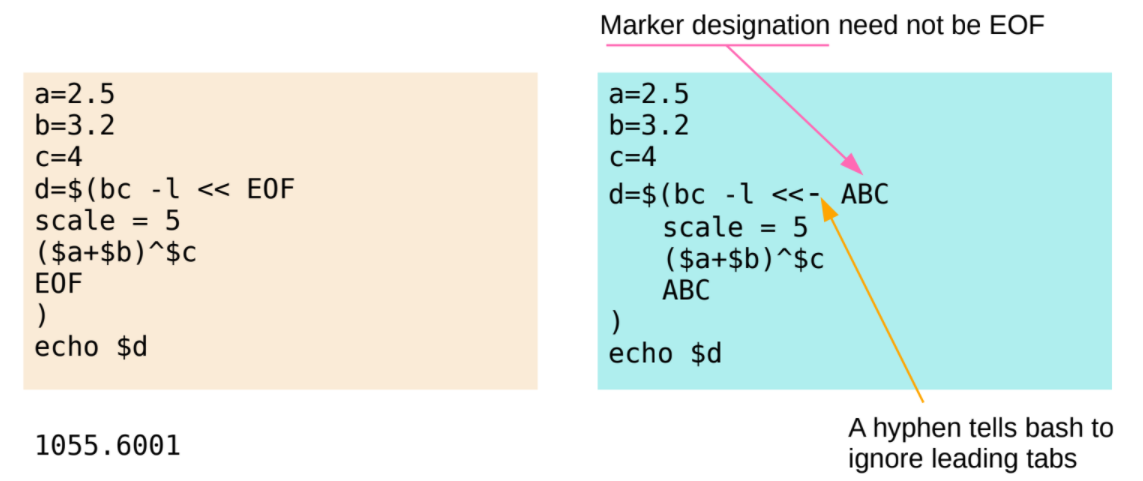 Marker designation need not be EOF
a=2.5
b=3.2
c=4
d=$(bc -l << EOF
scale = 5
($a+$b)^$c
EOF
)
echo $d
1055.6001
a=2.5
b=3.2
c=4
d=$(bc -l <<- ABC
    scale = 5
    ($a+$b)^$c
    ABC
)
echo $d
A hyphen tells bash to
ignore leading tabs